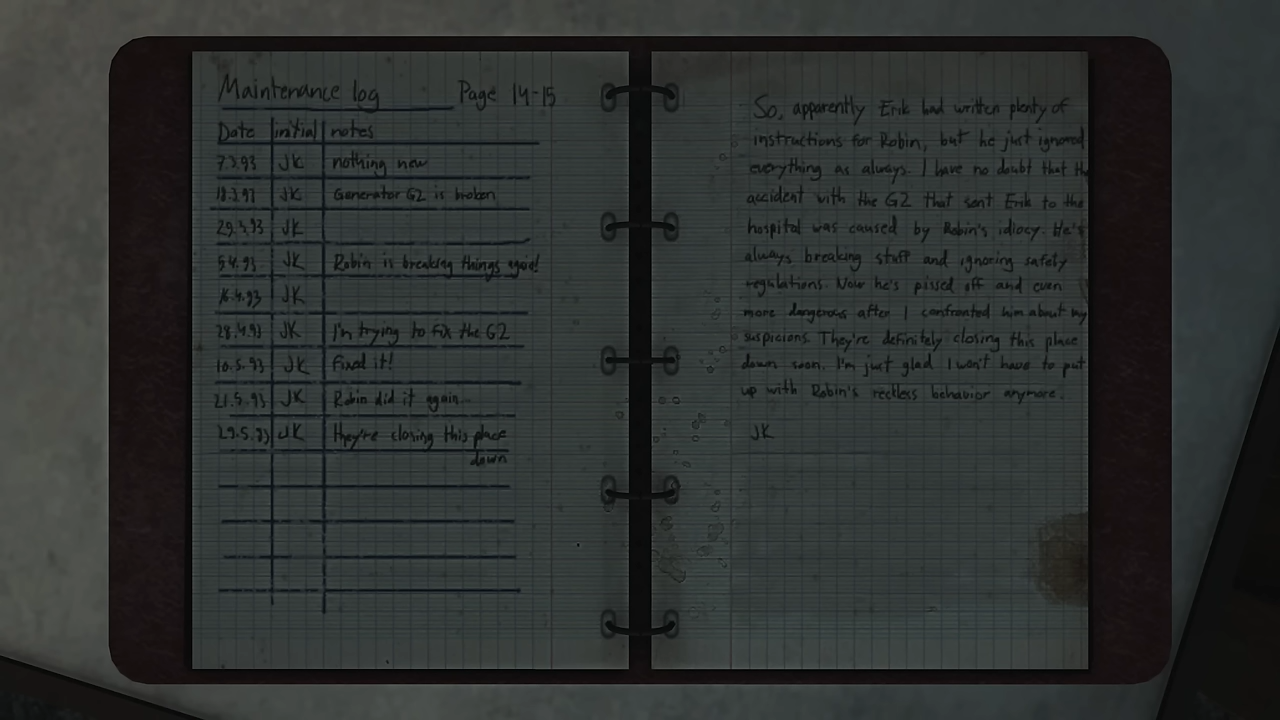 Maintenance log Page 14-15
Date initial notes
7.3.93 JK nothing new
18.3.93 JK Generator G2 is broken
29.3.93 JK
5.4.93 JK Robin is breaking things again!
16.4.93 JK
28.4.93 JK I'm trying to fix the G2
10.5.93 JK Fixed it!
21.5.93 JK Robin did it again
29.5.93 JK they're closing this place
down
So, apparently Erik had written plenty of
instructions for Robin, but he just ignored
everything as always. I have no doubt that the
accident with the G2 that sent Erik to the
hospital was caused by Robin's idiocy. He's
always breaking stuff and ignoring safety
regulations. Now he's pissed off and even
more dangerous after I confronted him about my
suspicions. They're definitely closing this place
down soon. I'm just glad I won't have to put
up with Robin's reckless behavior anymore.
JK